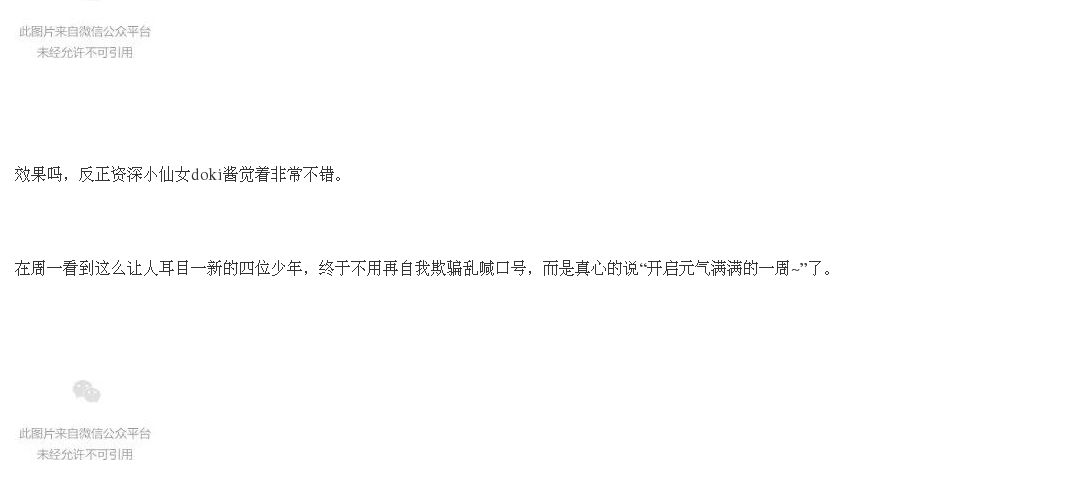 此图片来自微信公众平台
未经允许不可引用
效果吗，反正资深小仙女doki酱觉着非常不错。
在周一看到这么让人耳目一新的四位少年，终于不用再自我欺骗乱喊口号，而是真心的说“开启元气满满的一周~”了。
此图片来自微信公众平台
未经允许不可引用